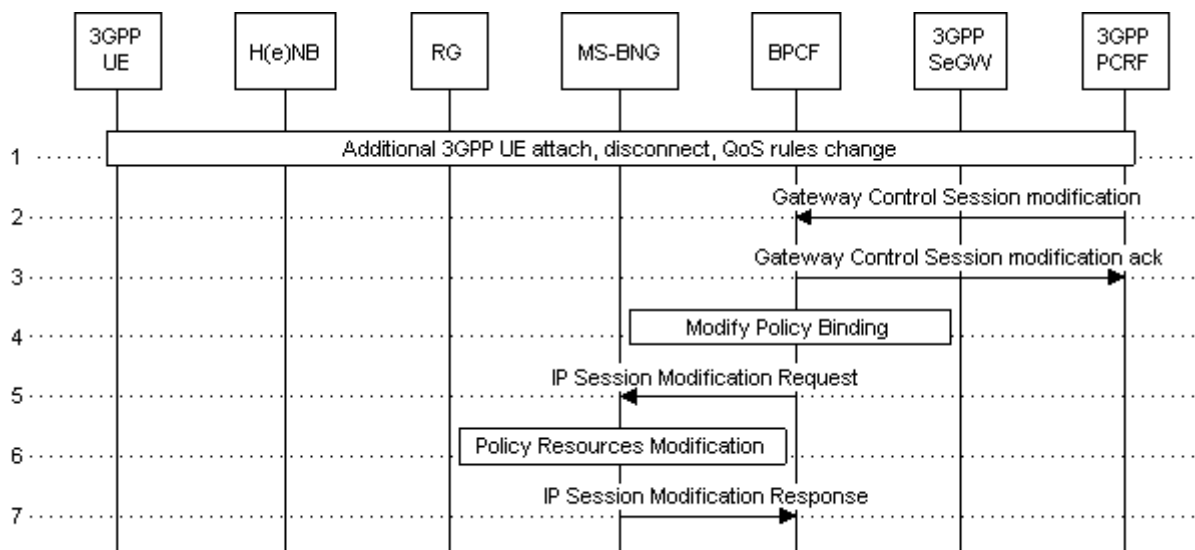 3GPP
UE
H(e)NB
RG
MS-BNG
BPCF
3GPP
SeGW
3GPP
PCRF
1
Additional 3GPP UE attach, disconnect, QoS rules change
2
Gateway Control Session modification
3
Gateway Control Session modification ack
4
Modify Policy Binding
5
IP Session Modification Request
6
Policy Resources Modification
7
IP Session Modification Response